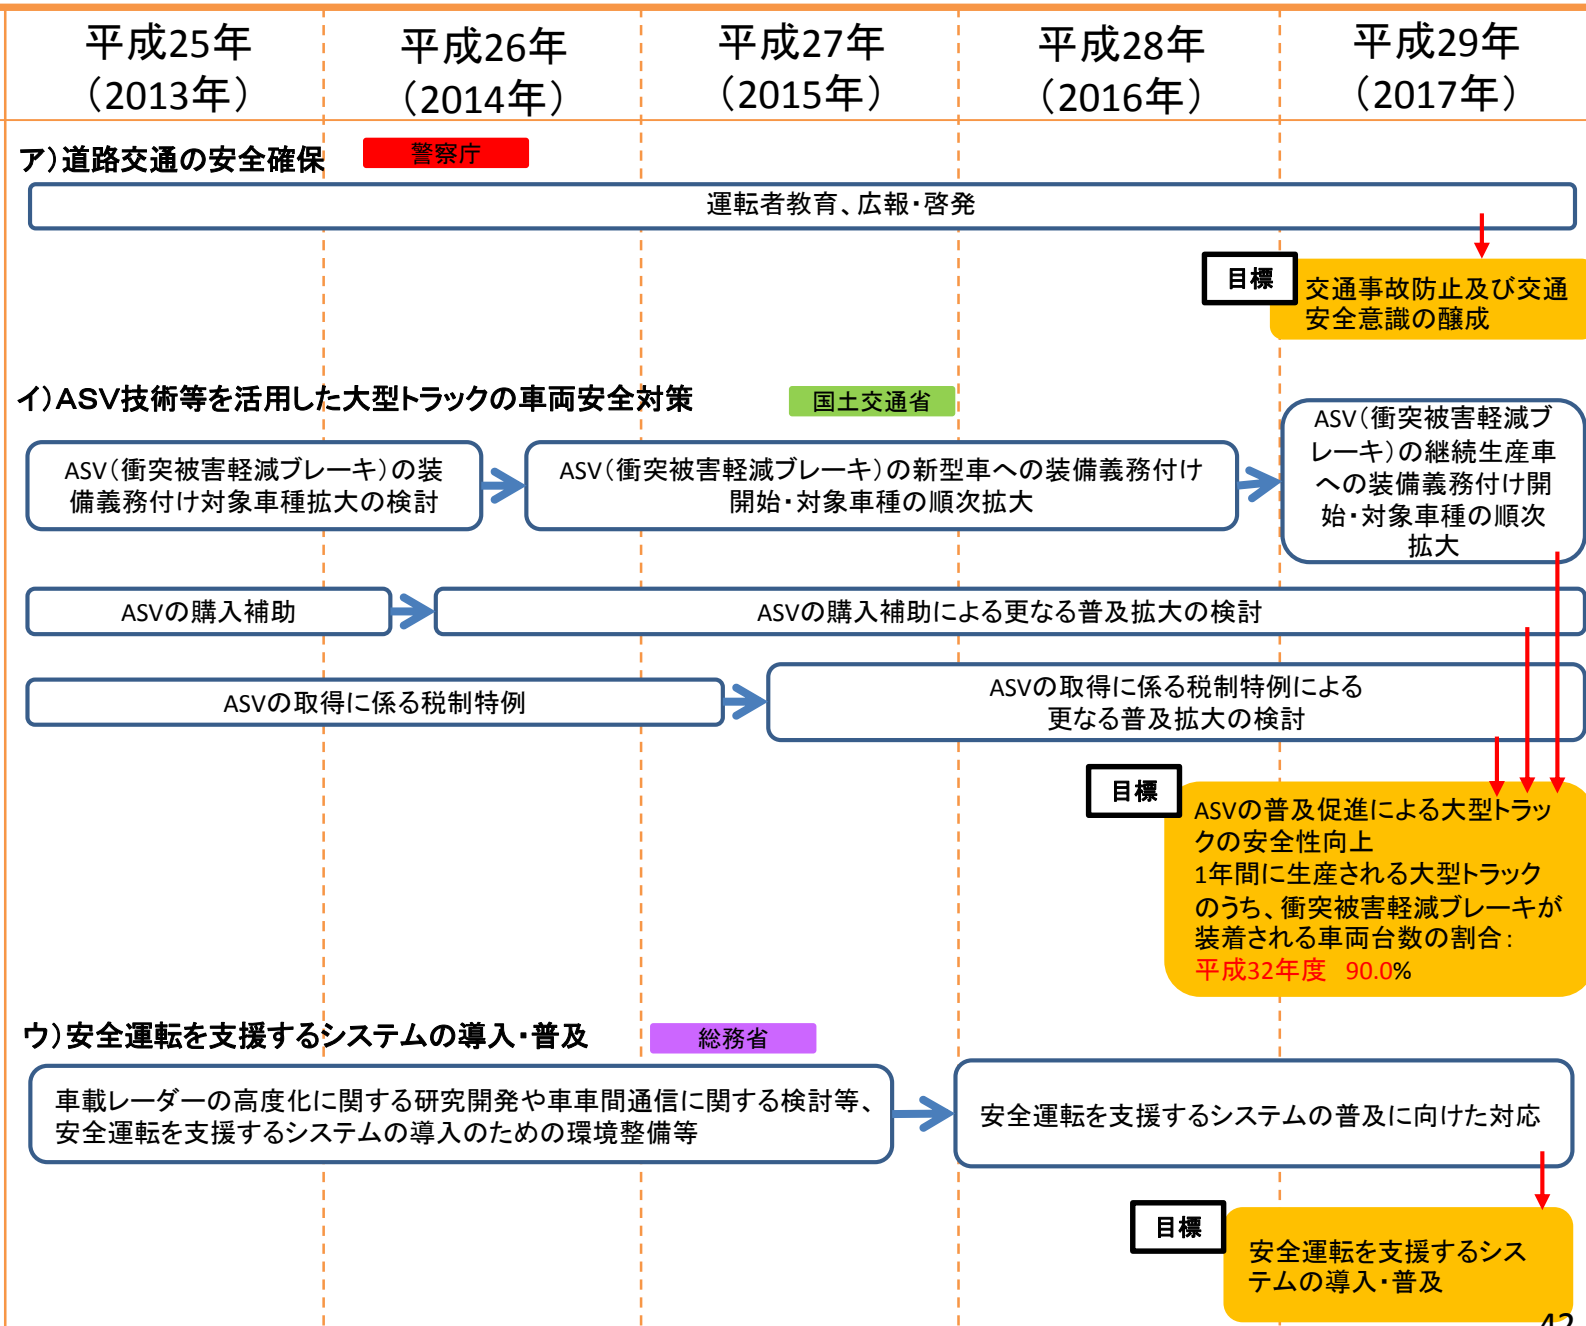 平成25年
（2013年）
平成26年
（2014年）
平成27年
（2015年）
平成28年
（2016年）
平成29年
（2017年）
ア）道路交通の安全確保
警察庁
運転者教育、広報・啓発
目標
交通事故防止及び交通
安全意識の醸成
イ）ASV技術等を活用した大型トラックの車両安全対策
国土交通省
ASV（衝突被害軽減ブレーキ）の装
備義務付け対象車種拡大の検討
ASV（衝突被害軽減ブレーキ）の新型車への装備義務付け
開始・対象車種の順次拡大
ASV（衝突被害軽減ブ
レーキ）の継続生産車
への装備義務付け開
始・対象車種の順次
拡大
ASVの購入補助
ASVの購入補助による更なる普及拡大の検討
ASVの取得に係る税制特例
ASVの取得に係る税制特例による
更なる普及拡大の検討
目標
ASVの普及促進による大型トラッ
クの安全性向上
1年間に生産される大型トラック
のうち、衝突被害軽減ブレーキが
装着される車両台数の割合：
平成32年度　90.0%
ウ）安全運転を支援するシステムの導入・普及
総務省
車載レーダーの高度化に関する研究開発や車車間通信に関する検討等、
安全運転を支援するシステムの導入のための環境整備等
安全運転を支援するシステムの普及に向けた対応
目標
安全運転を支援するシス
テムの導入・普及
42